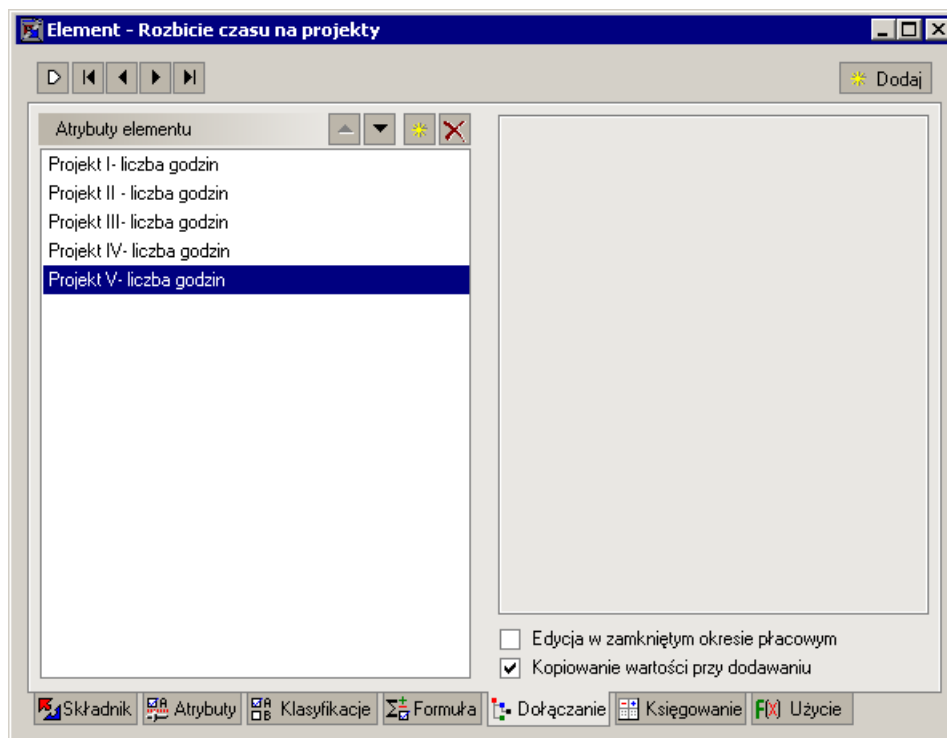 Element - Rozbicie czasu na projekty
Dodaj
Atrybuty elementu
Projekt I- liczba godzin
Projekt II - liczba godzin
Projekt III- liczba godzin
Projekt IV- liczba godzin
Projekt V- liczba godzin
Edycja w zamkniętym okresie płacowym
Kopiowanie wartości przy dodawaniu
Składnik Atrybuty Klasyfikacje Formuła Dołączanie Księgowanie F(X) Użycie